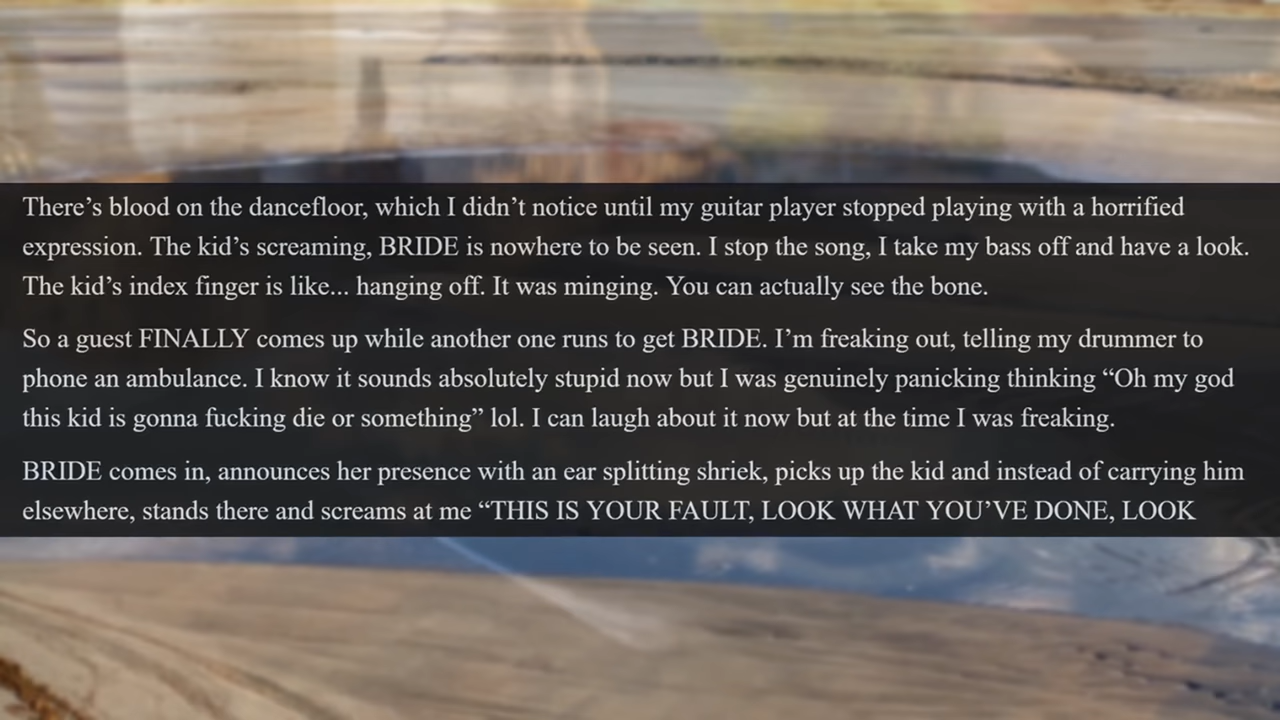 There’s blood on the dancefloor, which I didn’t notice until my guitar player stopped playing with a horrified
expression. The kid’s screaming, BRIDE is nowhere to be seen. I stop the song, I take my bass off and have a look.
The kid’s index finger is like... hanging off. It was minging. You can actually see the bone.
So a guest FINALLY comes up while another one runs to get BRIDE. I’m freaking out, telling my drummer to
phone an ambulance. I know it sounds absolutely stupid now but I was genuinely panicking thinking “Oh my god
this kid is gonna fucking die or something” lol. I can laugh about it now but at the time I was freaking.
BRIDE comes in, announces her presence with an ear splitting shriek, picks up the kid and instead of carrying him
elsewhere, stands there and screams at me “THIS IS YOUR FAULT, LOOK WHAT YOU’VE DONE, LOOK